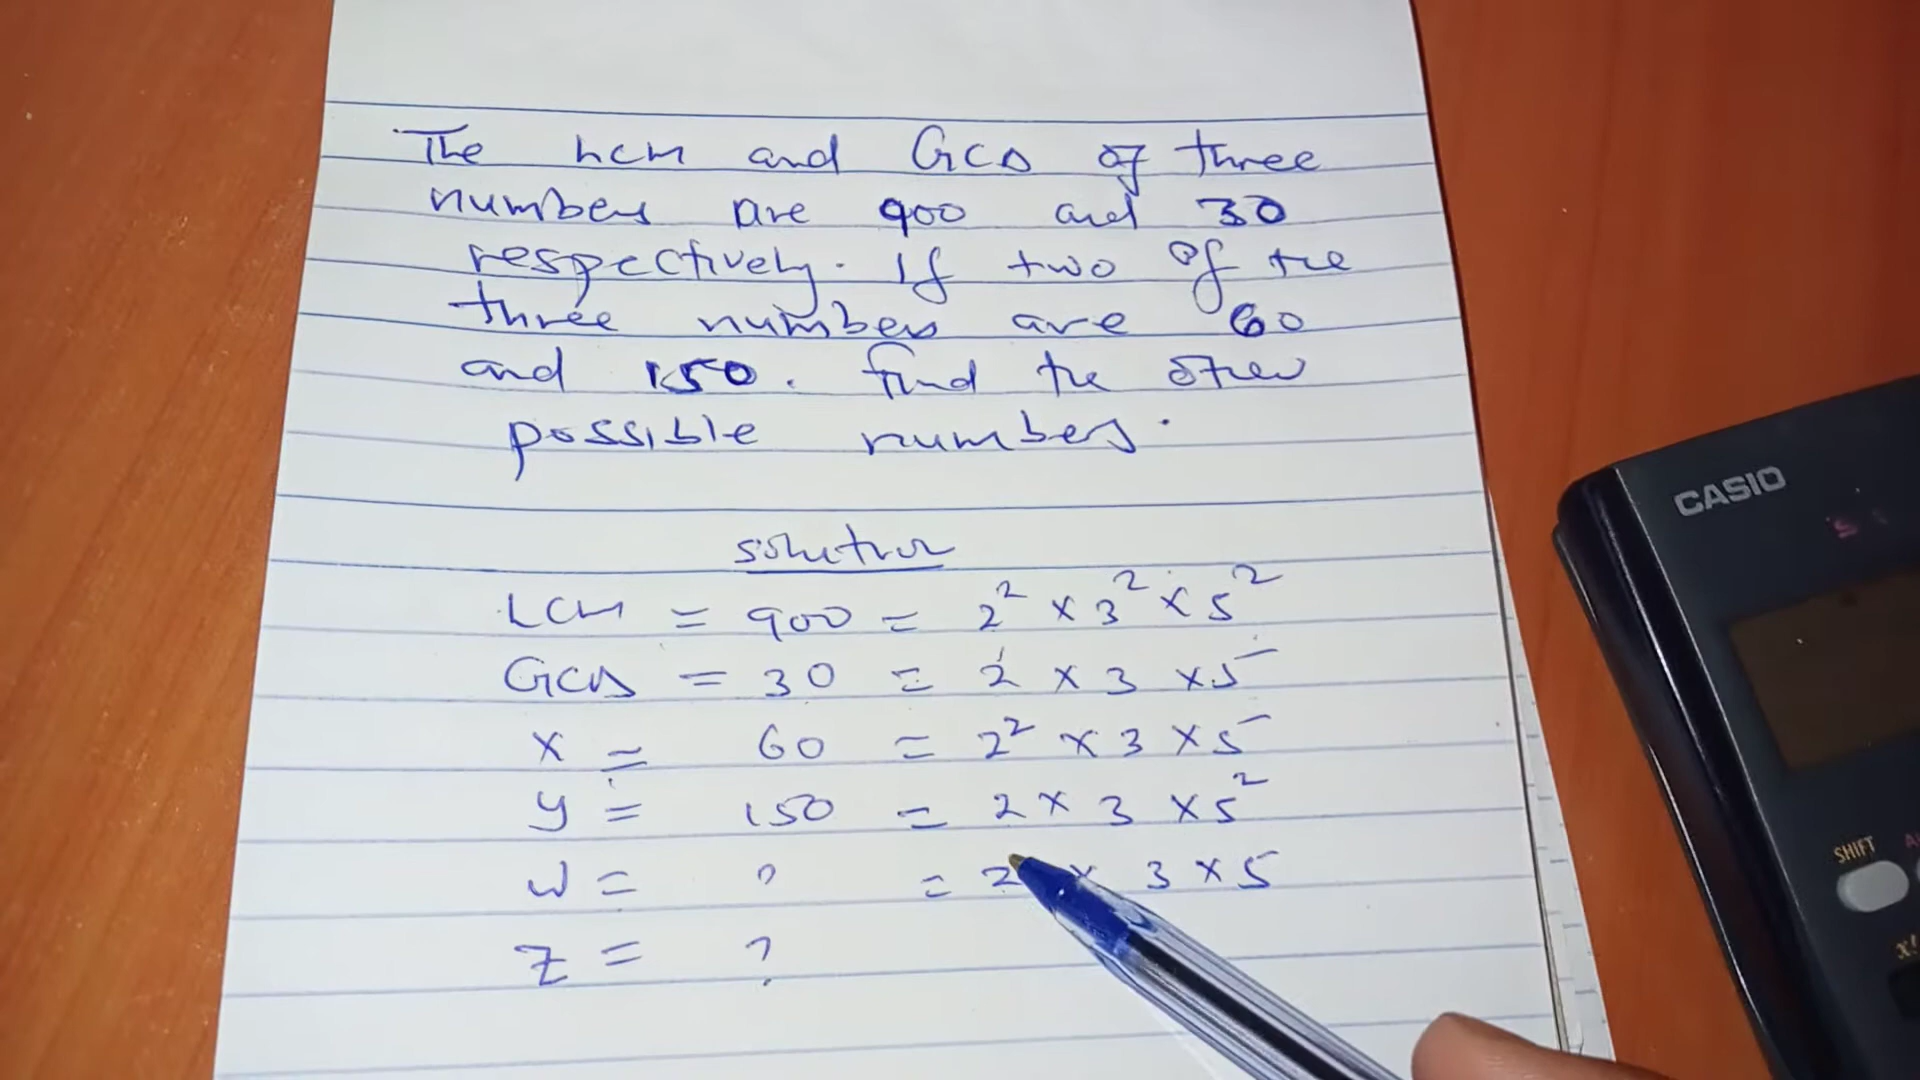 The LCM and GCD of three
numbers are 900 and 30
respectively. If two of the
three numbers are 60
and 150. find the other
possible numbers.
solution
LCM = 900 = 2² × 3² × 5²
GCD = 30 = 2 × 3 × 5
x = 60 = 2² × 3 × 5
y = 150 = 2 × 3 × 5²
w = ? = 2 × 3 × 5
z = ?
CASIO
SHIFT
x!